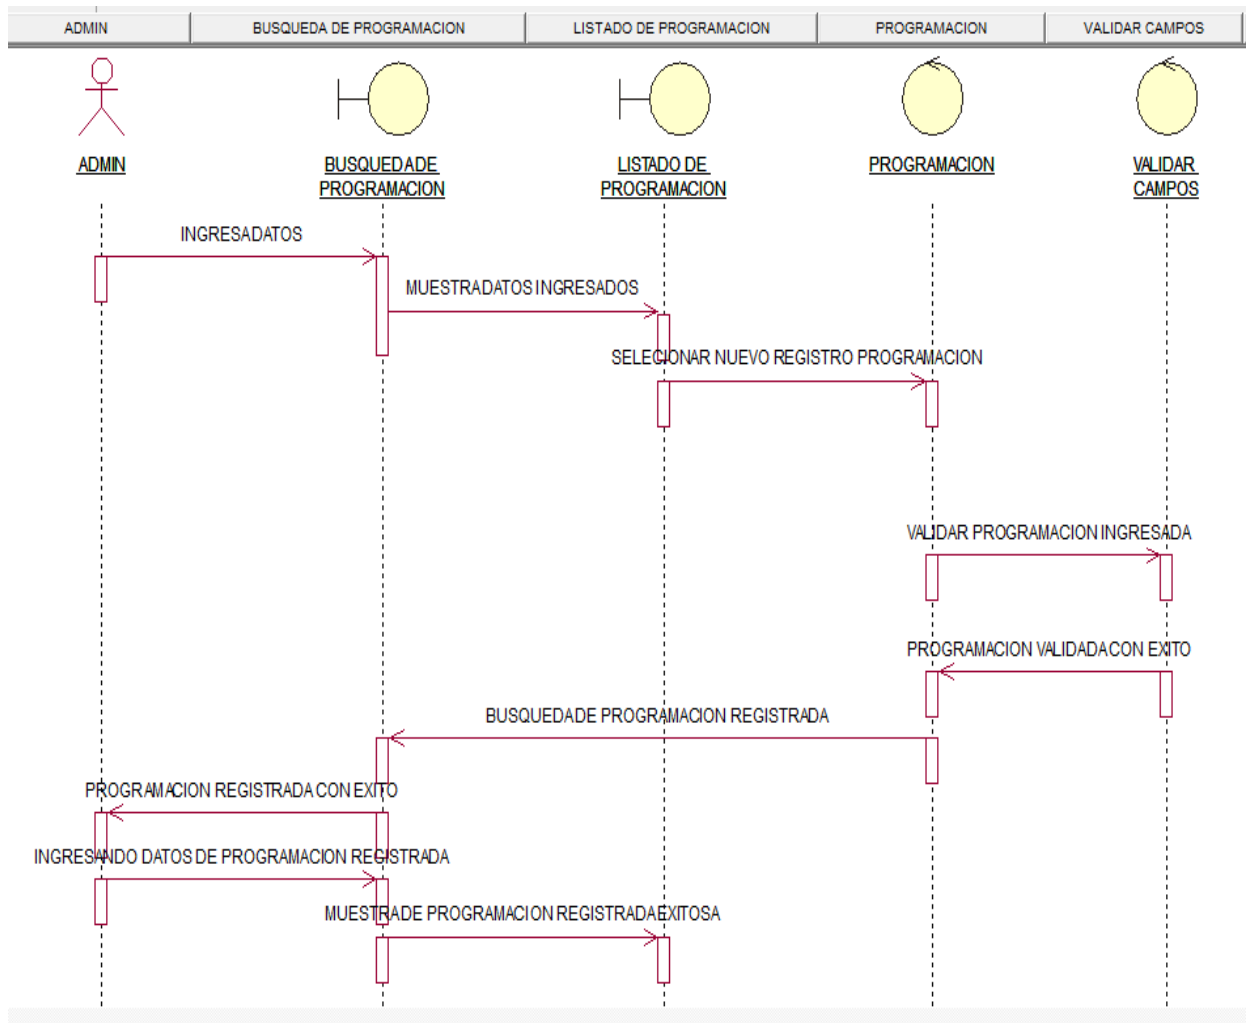 ADMIN
BUSQUEDA DE PROGRAMACION
LISTADO DE PROGRAMACION
PROGRAMACION
VALIDAR CAMPOS
ADMIN
BUSQUEDADE
PROGRAMACION
LISTADO DE
PROGRAMACION
PROGRAMACION
VALIDAR
CAMPOS
INGRESADATOS
MUESTRADATOS INGRESADOS
SELECIONAR NUEVO REGISTRO PROGRAMACION
VALIDAR PROGRAMACION INGRESADA
PROGRAMACION VALIDADACON EXITO
BUSQUEDADE PROGRAMACION REGISTRADA
PROGRAMACION REGISTRADA CON EXITO
INGRESANDO DATOS DE PROGRAMACION REGISTRADA
MUESTRADE PROGRAMACION REGISTRADAEXITOSA